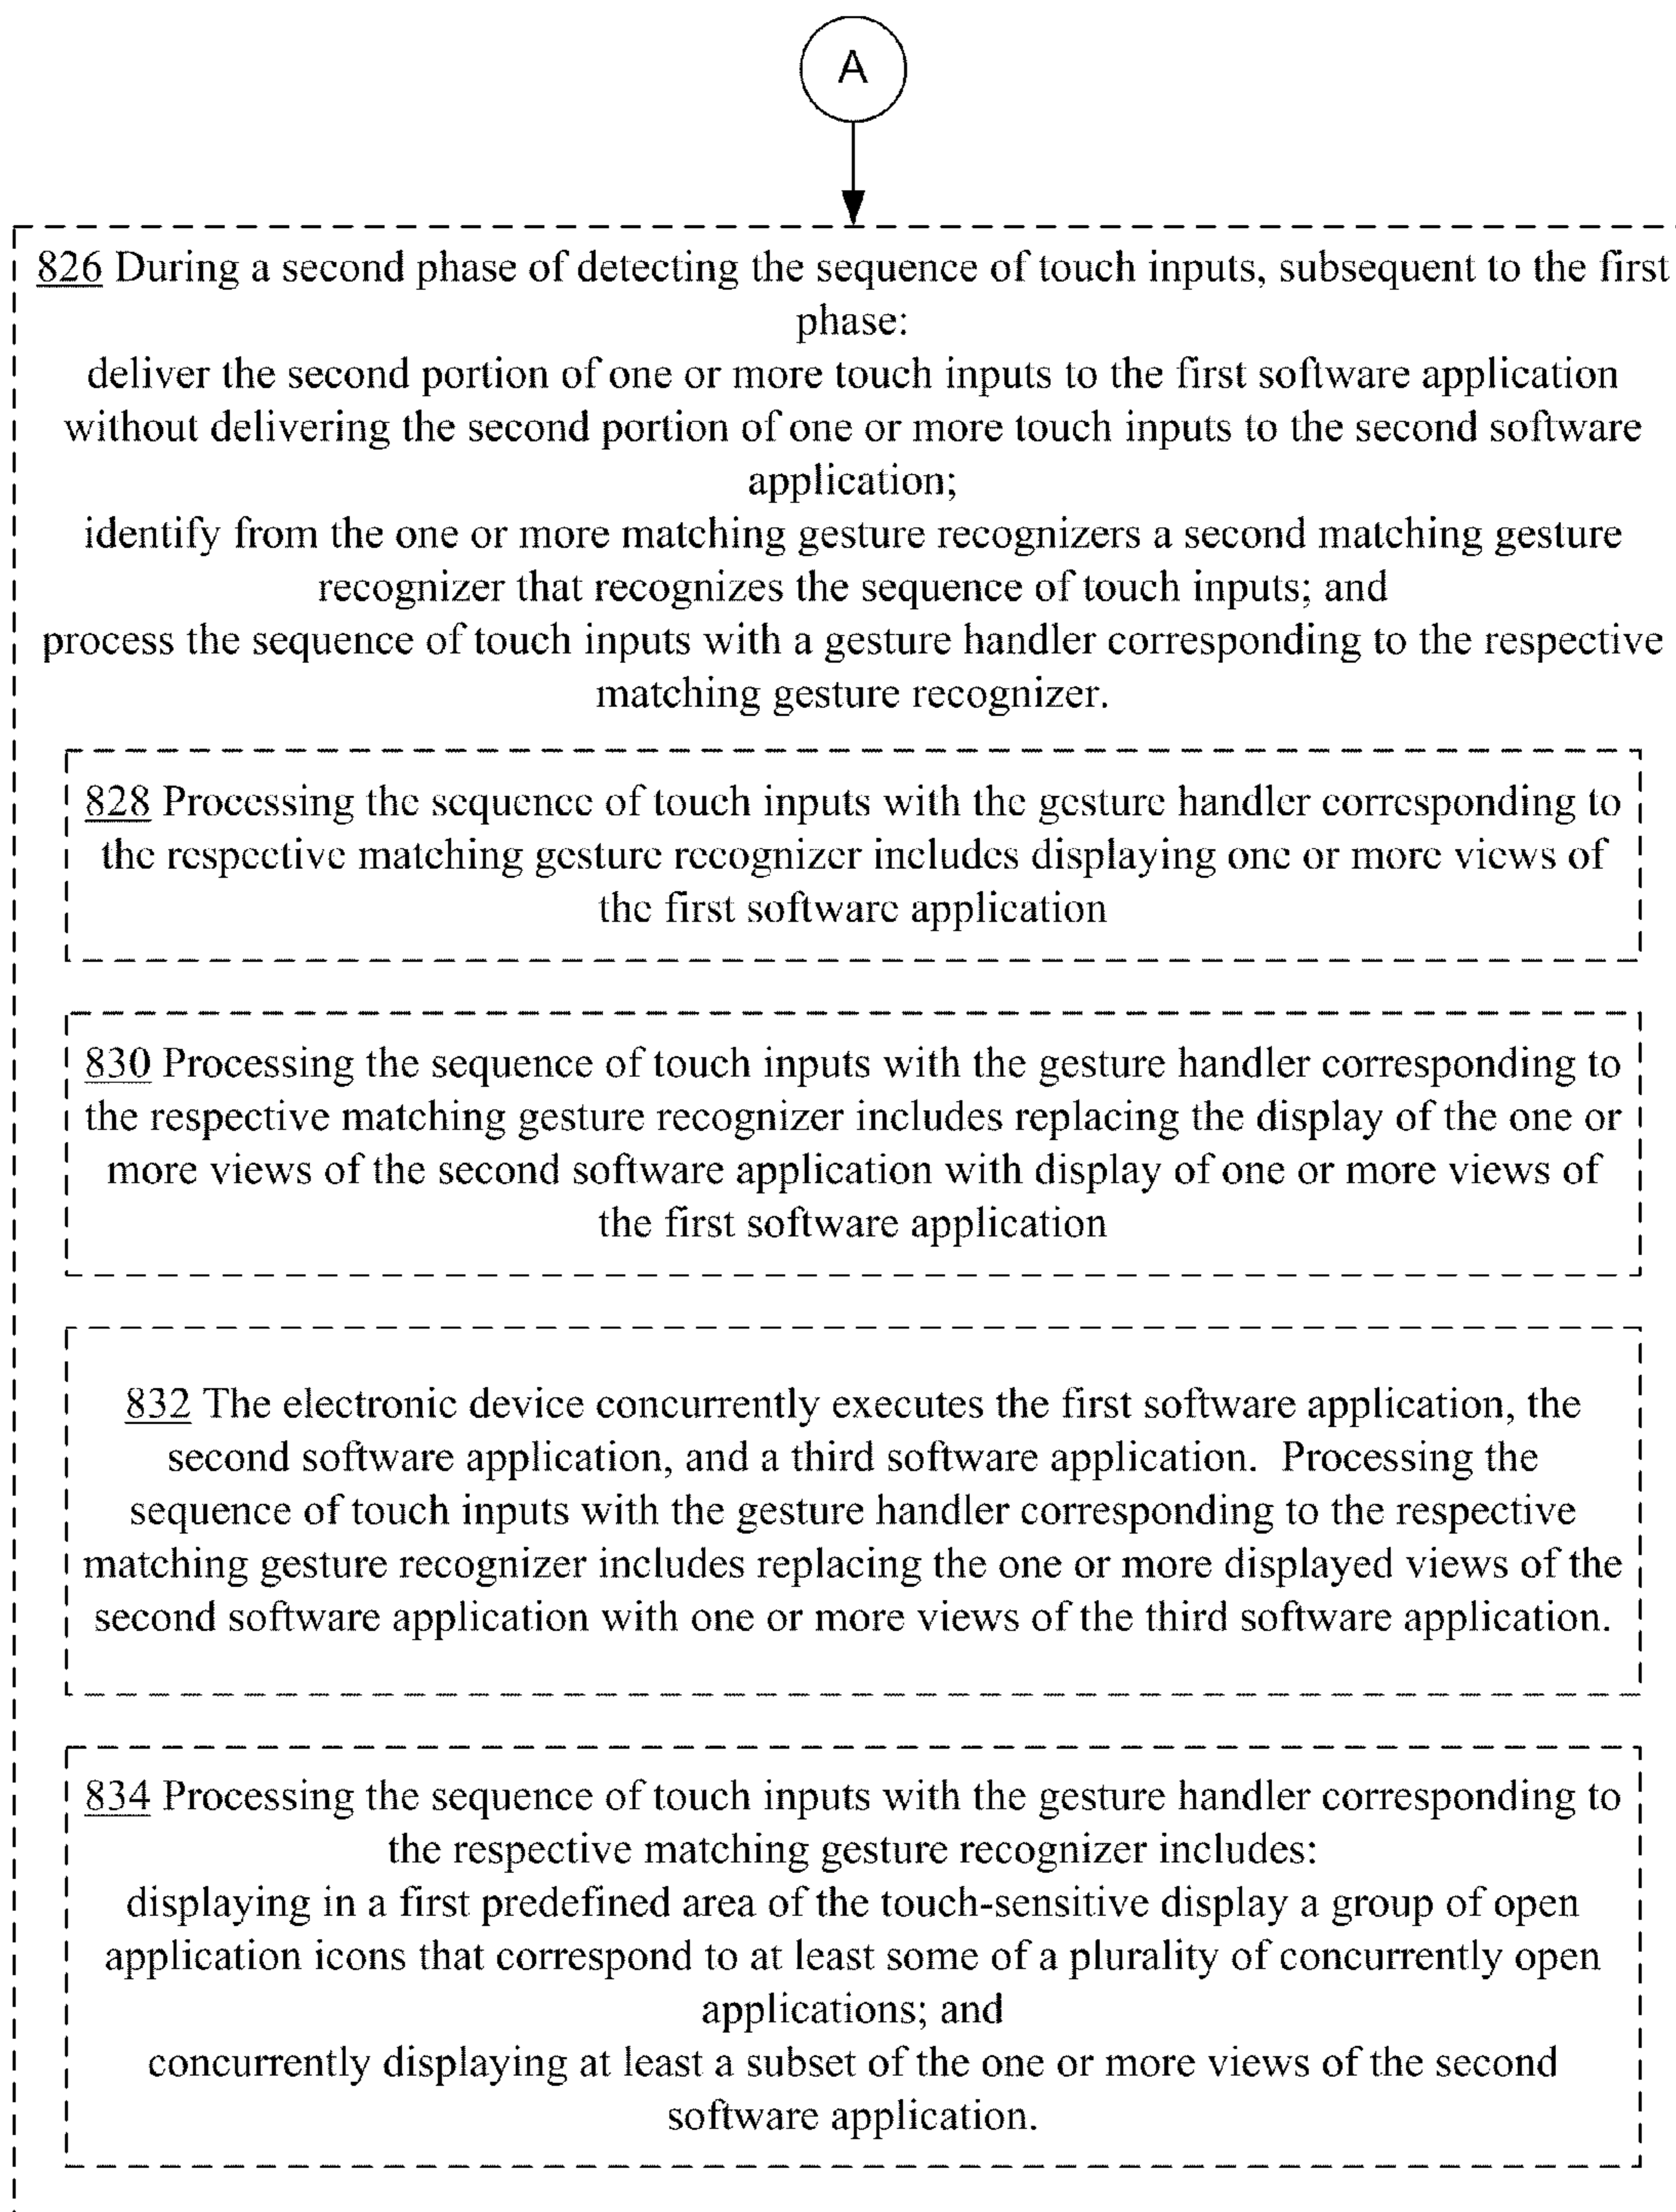 A
826 During a second phase of detecting the sequence of touch inputs, subsequent to the first
phase:
deliver the second portion of one or more touch inputs to the first software application
without delivering the second portion of one or more touch inputs to the second software
application;
identify from the one or more matching gesture recognizers a second matching gesture
recognizer that recognizes the sequence of touch inputs; and
process the sequence of touch inputs with a gesture handler corresponding to the respective
matching gesture recognizer.
828 Processing the sequence of touch inputs with the gesture handler corresponding to
the respective matching gesture recognizer includes displaying one or more views of
the first software application
830 Processing the sequence of touch inputs with the gesture handler corresponding to
the respective matching gesture recognizer includes replacing the display of the one or
more views of the second software application with display of one or more views of
the first software application
832 The electronic device concurrently executes the first software application, the
second software application, and a third software application. Processing the
sequence of touch inputs with the gesture handler corresponding to the respective
matching gesture recognizer includes replacing the one or more displayed views of the
second software application with one or more views of the third software application.
834 Processing the sequence of touch inputs with the gesture handler corresponding to
the respective matching gesture recognizer includes:
displaying in a first predefined area of the touch-sensitive display a group of open
application icons that correspond to at least some of a plurality of concurrently open
applications; and
concurrently displaying at least a subset of the one or more views of the second
software application.